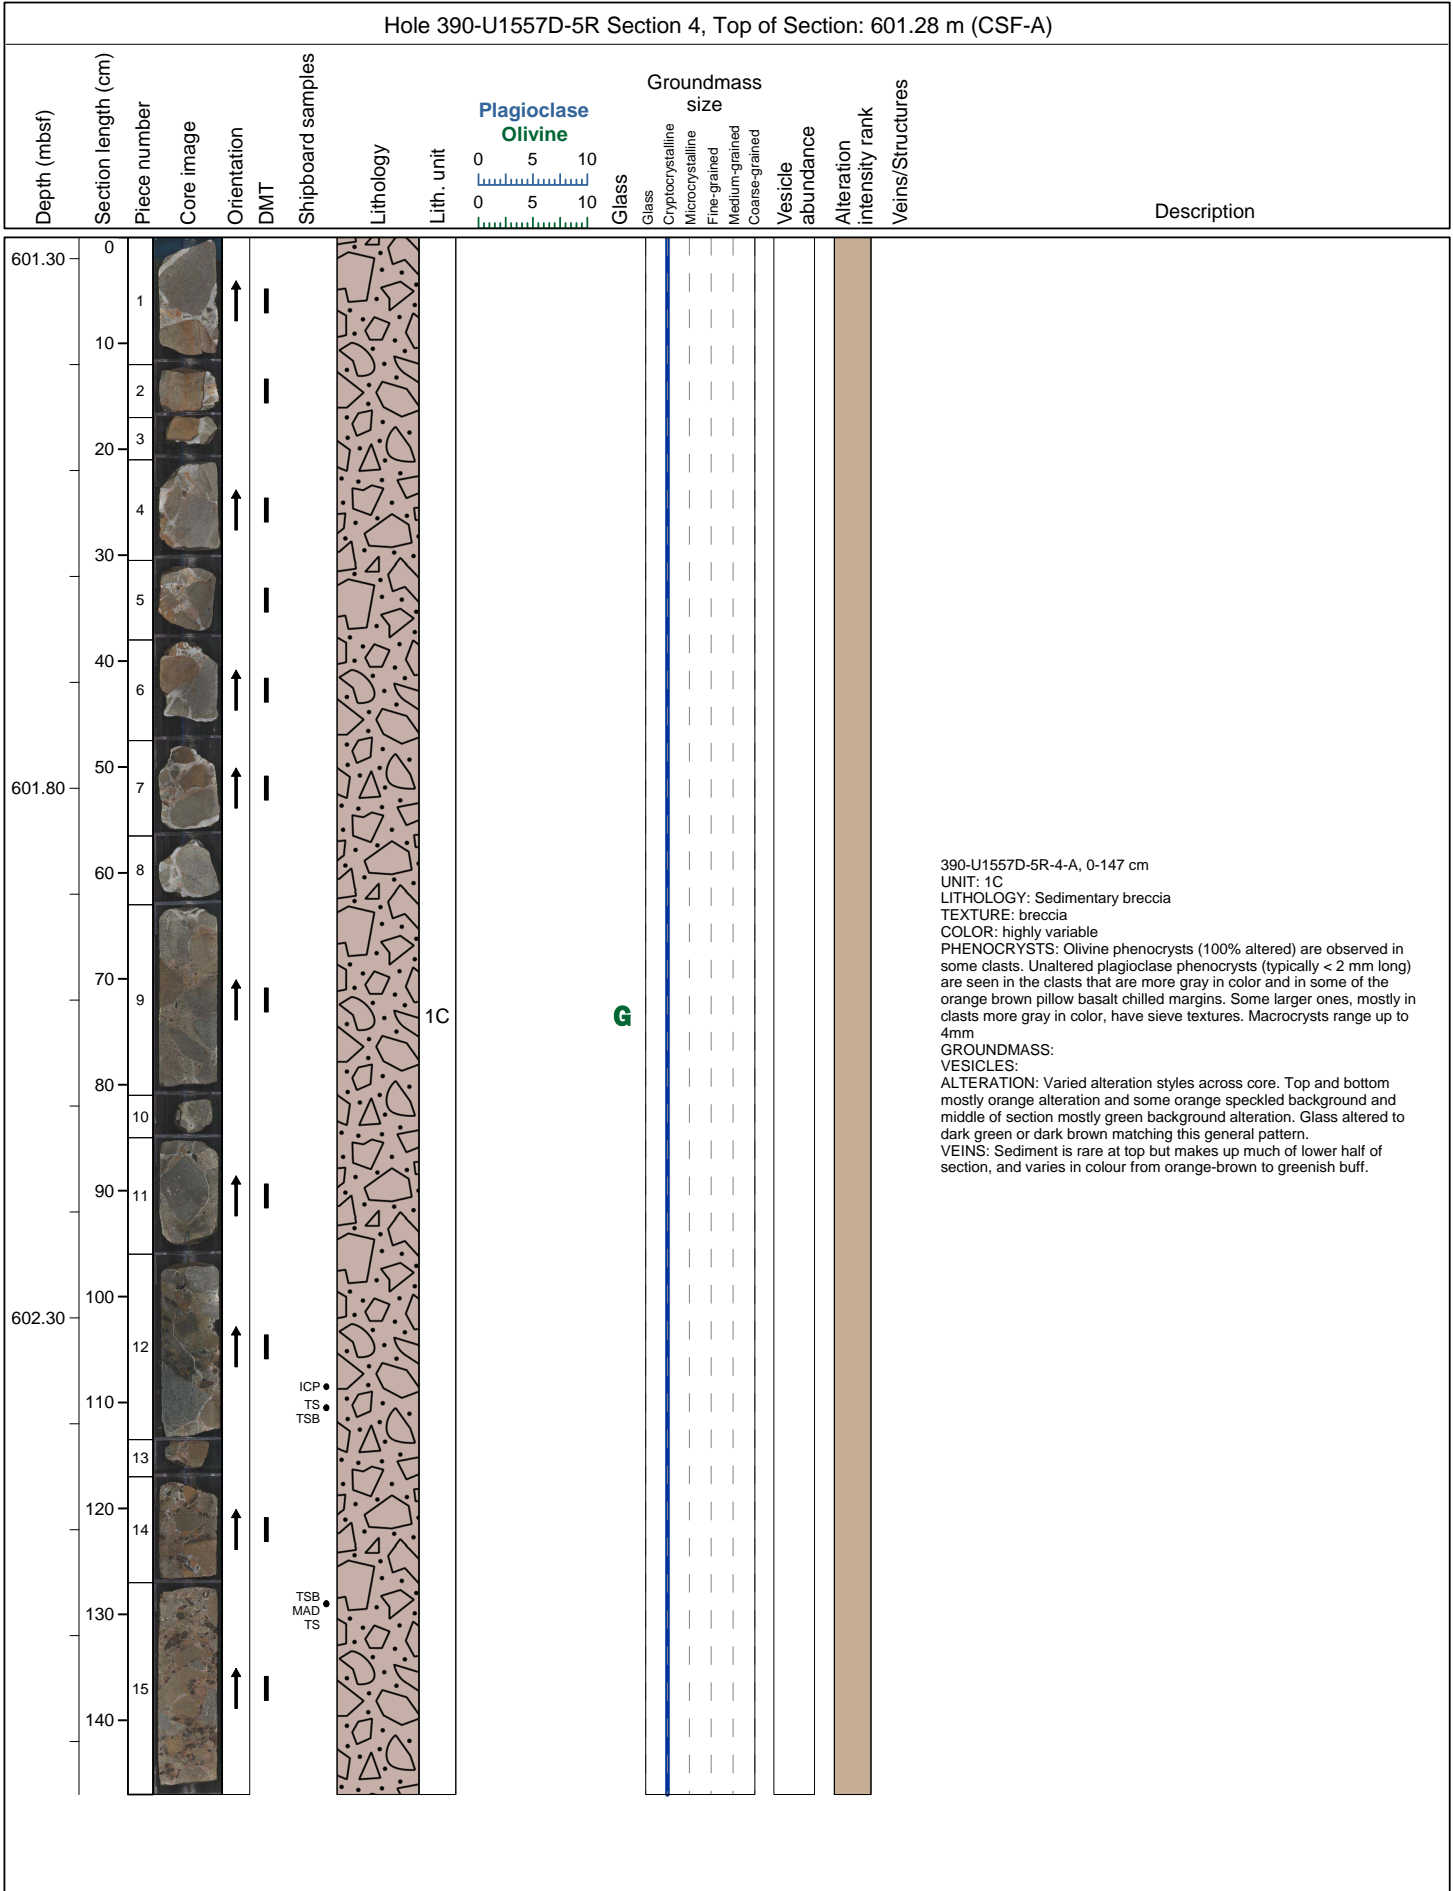 Hole 390-U1557D-5R Section 4, Top of Section: 601.28 m (CSF-A)
Depth (mbsf)
Section length (cm)
Piece number
Core image
Orientation
DMT
Shipboard samples
Lithology
Lith. unit
Plagioclase
Olivine
0 5 10
0 5 10
Glass
Groundmass
size
Glass
Cryptocrystalline
Microcrystalline
Fine-grained
Medium-grained
Coarse-grained
Vesicle
abundance
Alteration
intensity rank
Veins/Structures
Description
601.30
601.80
602.30
0
10
20
30
40
50
60
70
80
90
100
110
120
130
140
1
2
3
4
5
6
7
8
9
10
11
12
13
14
15
ICP
TS
TSB
TSB
MAD
TS
1C
G
390-U1557D-5R-4-A, 0-147 cm
UNIT: 1C
LITHOLOGY: Sedimentary breccia
TEXTURE: breccia
COLOR: highly variable
PHENOCRYSTS: Olivine phenocrysts (100% altered) are observed in
some clasts. Unaltered plagioclase phenocrysts (typically < 2 mm long)
are seen in the clasts that are more gray in color and in some of the
orange brown pillow basalt chilled margins. Some larger ones, mostly in
clasts more gray in color, have sieve textures. Macrocrysts range up to
4mm
GROUNDMASS:
VESICLES:
ALTERATION: Varied alteration styles across core. Top and bottom
mostly orange alteration and some orange speckled background and
middle of section mostly green background alteration. Glass altered to
dark green or dark brown matching this general pattern.
VEINS: Sediment is rare at top but makes up much of lower half of
section, and varies in colour from orange-brown to greenish buff.